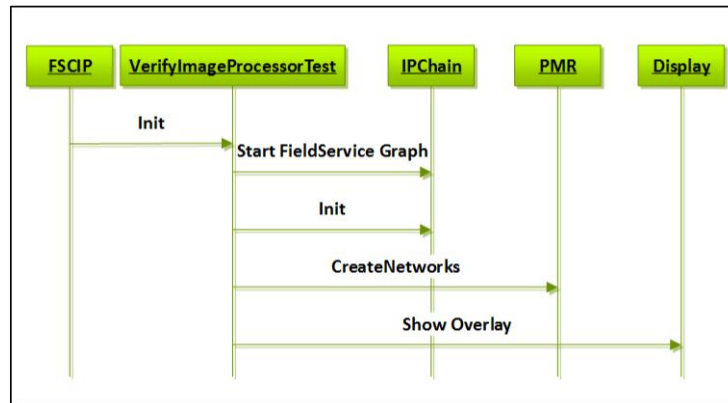 FSCIP
VerifyImageProcessorTest
IPChain
PMR
Display
Init
Start FieldService Graph
Init
CreateNetworks
Show Overlay